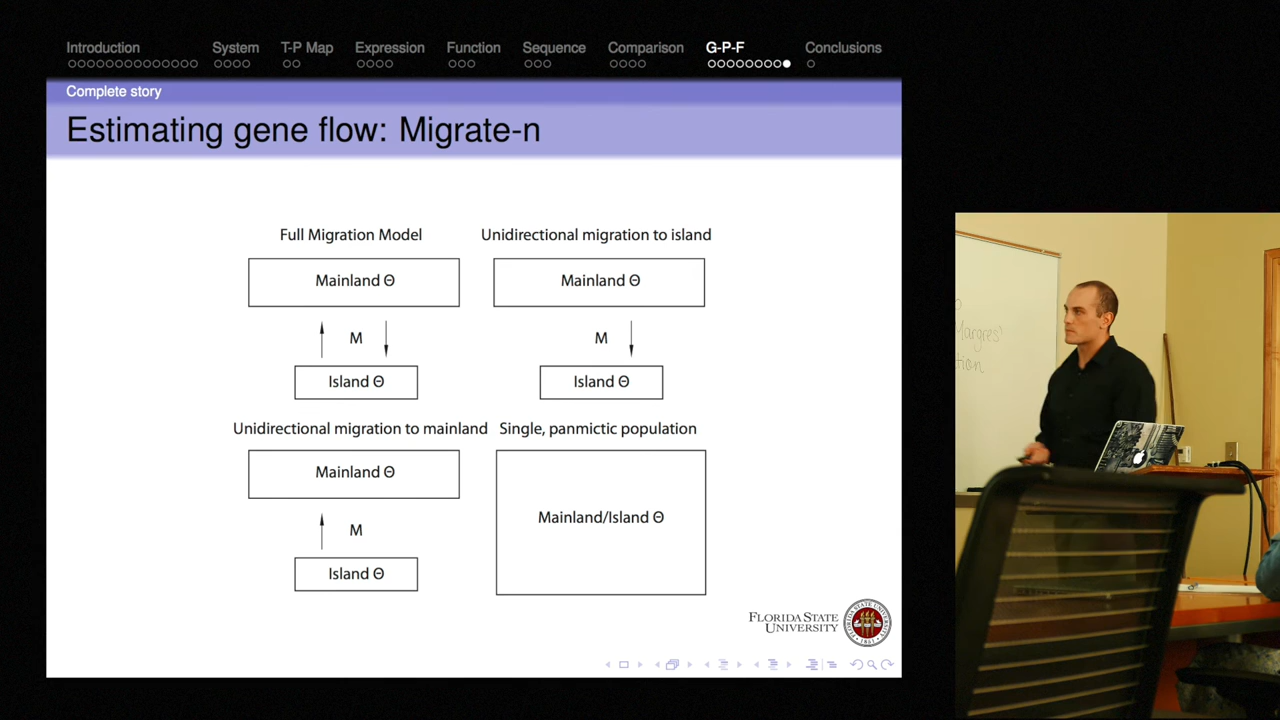 Introduction System T-P Map Expression Function Sequence Comparison G-P-F Conclusions
Complete story
Estimating gene flow: Migrate-n
Full Migration Model
Mainland Θ
M
Island Θ
Unidirectional migration to island
Mainland Θ
M
Island Θ
Unidirectional migration to mainland
Mainland Θ
M
Island Θ
Single, panmictic population
Mainland/Island Θ
FLORIDA STATE
UNIVERSITY
Margres'